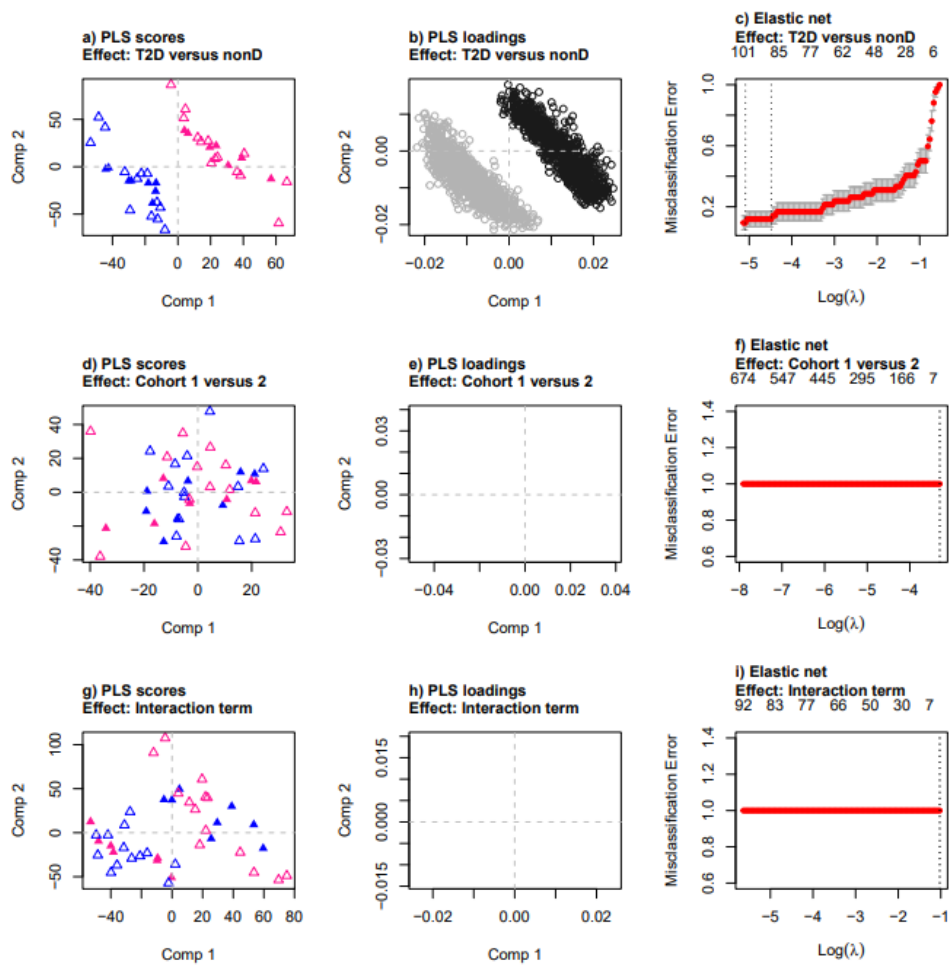 a) PLS scores
Effect: T2D versus nonD
Comp 2
50
0
−50
−40
0
20
40
60
Comp 1
b) PLS loadings
Effect: T2D versus nonD
Comp 2
0.00
−0.02
−0.02
0.00
0.02
Comp 1
c) Elastic net
Effect: T2D versus nonD
101 85 77 62 48 28 6
Misclassification Error
1.0
0.6
0.2
−5 −4 −3 −2 −1
Log(λ)
d) PLS scores
Effect: Cohort 1 versus 2
Comp 2
20
0
−40
−40 −20 0 20
Comp 1
e) PLS loadings
Effect: Cohort 1 versus 2
Comp 2
0.03
0.00
−0.03
−0.04 0.00 0.02 0.04
Comp 1
f) Elastic net
Effect: Cohort 1 versus 2
674 547 445 295 166 7
Misclassification Error
1.4
1.2
1.0
0.8
0.6
−8 −7 −6 −5 −4
Log(λ)
g) PLS scores
Effect: Interaction term
Comp 2
100
50
0
−50
−40 0 20 40 60 80
Comp 1
h) PLS loadings
Effect: Interaction term
Comp 2
0.015
0.000
−0.015
−0.02 0.00 0.02
Comp 1
i) Elastic net
Effect: Interaction term
92 83 77 66 50 30 7
Misclassification Error
1.4
1.2
1.0
0.8
0.6
−5 −4 −3 −2 −1
Log(λ)